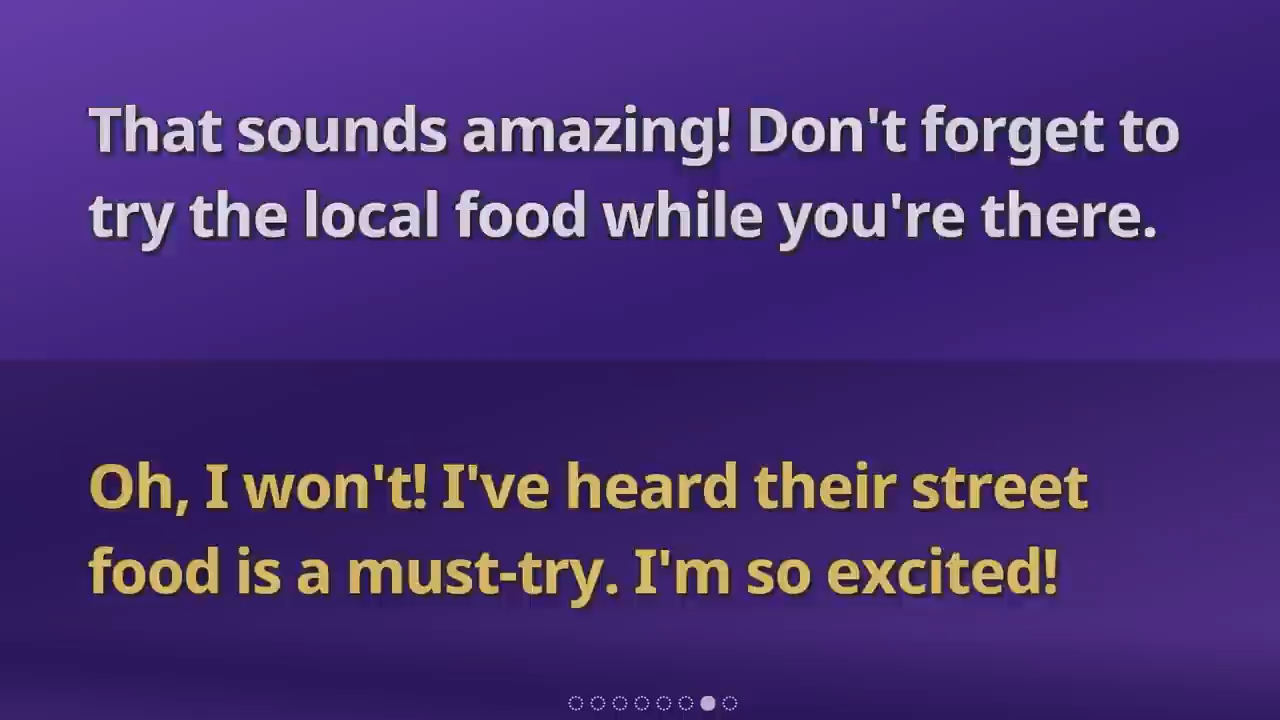 That sounds amazing! Don't forget to
try the local food while you're there.
Oh, I won't! I've heard their street
food is a must-try. I'm so excited!